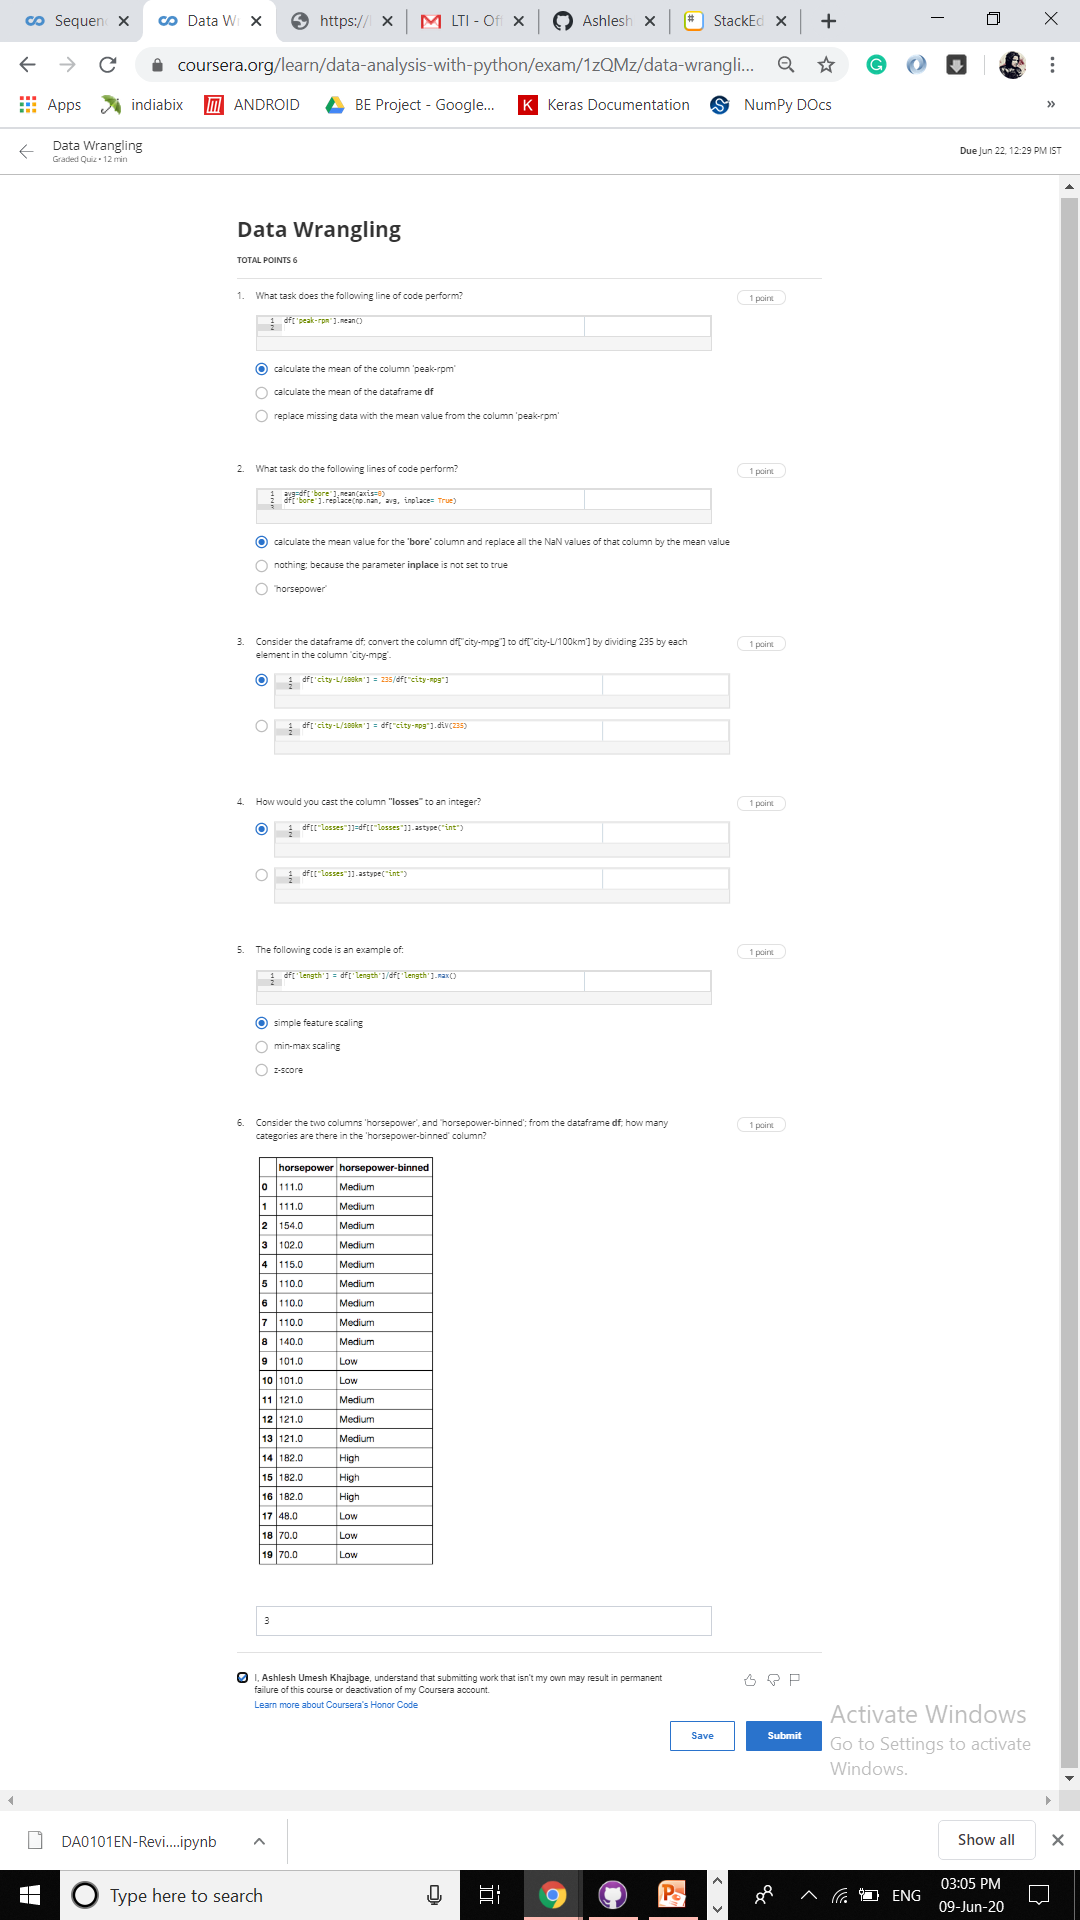 Sequen
Data W
https://
LTI - Of
Ashlesh
StackEd
coursera.org/learn/data-analysis-with-python/exam/1zQMz/data-wrangli...
Apps
indiabix
ANDROID
BE Project - Google...
Keras Documentation
NumPy DOcs
»
Data Wrangling
Graded Quiz • 12 min
Due Jun 22, 12:29 PM IST
Data Wrangling
TOTAL POINTS 6
1. What task does the following line of code perform?
1 point
1 df['peak-rpm'].mean()
2
calculate the mean of the column 'peak-rpm'
calculate the mean of the dataframe df
replace missing data with the mean value from the column 'peak-rpm'
2. What task do the following lines of code perform?
1 point
1 avg=df['bore'].mean(axis=0)
2 df['bore'].replace(np.nan, avg, inplace= True)
3
calculate the mean value for the 'bore' column and replace all the NaN values of that column by the mean value
nothing; because the parameter inplace is not set to true
'horsepower'
3. Consider the dataframe df; convert the column df["city-mpg"] to df["city-L/100km'] by dividing 235 by each
element in the column 'city-mpg'.
1 point
1 df['city-L/100km'] = 235/df["city-mpg"]
2
1 df['city-L/100km'] = df["city-mpg"].div(235)
2
4. How would you cast the column "losses" to an integer?
1 point
1 df[["losses"]]=df[["losses"]].astype("int")
2
1 df[["losses"]].astype("int")
2
5. The following code is an example of:
1 point
1 df['length'] = df['length']/df['length'].max()
2
simple feature scaling
min-max scaling
z-score
6. Consider the two columns 'horsepower', and 'horsepower-binned'; from the dataframe df; how many
categories are there in the 'horsepower-binned' column?
1 point
horsepower horsepower-binned
0 111.0 Medium
1 111.0 Medium
2 154.0 Medium
3 102.0 Medium
4 115.0 Medium
5 110.0 Medium
6 110.0 Medium
7 110.0 Medium
8 140.0 Medium
9 101.0 Low
10 101.0 Low
11 121.0 Medium
12 121.0 Medium
13 121.0 Medium
14 182.0 High
15 182.0 High
16 182.0 High
17 48.0 Low
18 70.0 Low
19 70.0 Low
3
I, Ashlesh Umesh Khajbage, understand that submitting work that isn't my own may result in permanent
failure of this course or deactivation of my Coursera account.
Learn more about Coursera's Honor Code
Save
Submit
Activate Windows
Go to Settings to activate
Windows.
DA0101EN-Revi....ipynb
Show all
Type here to search
ENG
03:05 PM
09-Jun-20